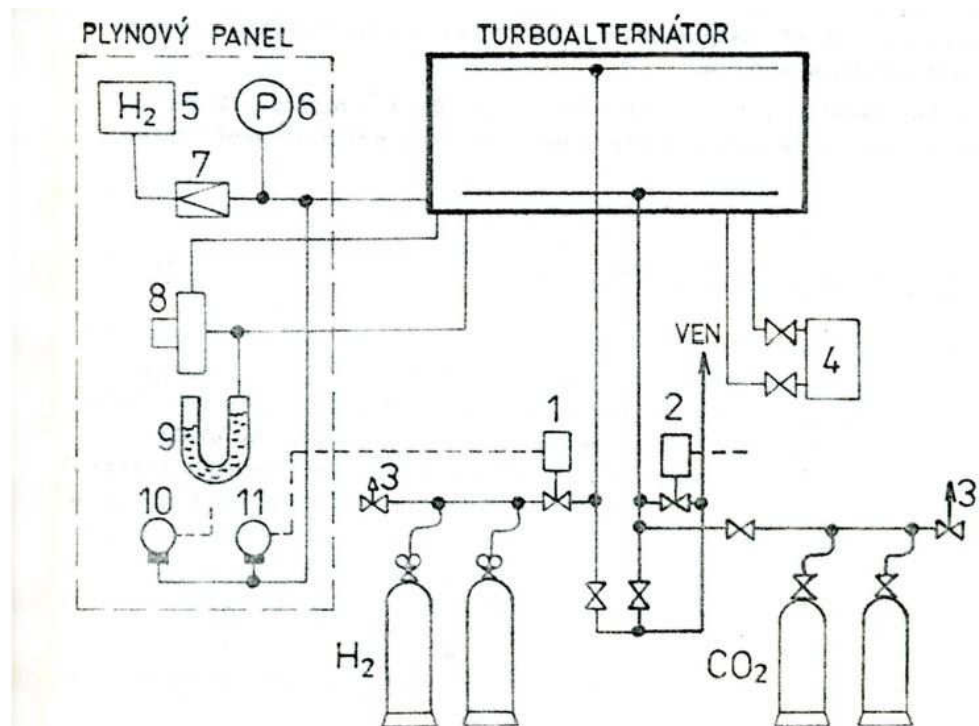 PLYNOVÝ PANEL
TURBOALTERNÁTOR
H₂ 5
P 6
7
8
9
10 11
VEN
4
1
2
3
3
H₂
CO₂